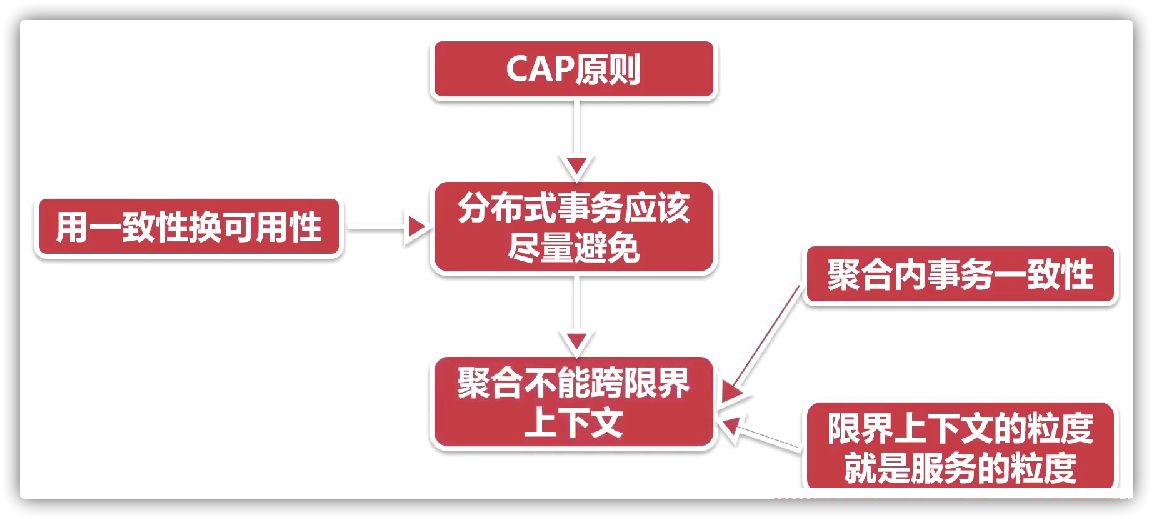 CAP原则
用一致性换可用性
分布式事务应该
尽量避免
聚合内事务一致性
聚合不能跨限界
上下文
限界上下文的粒度
就是服务的粒度